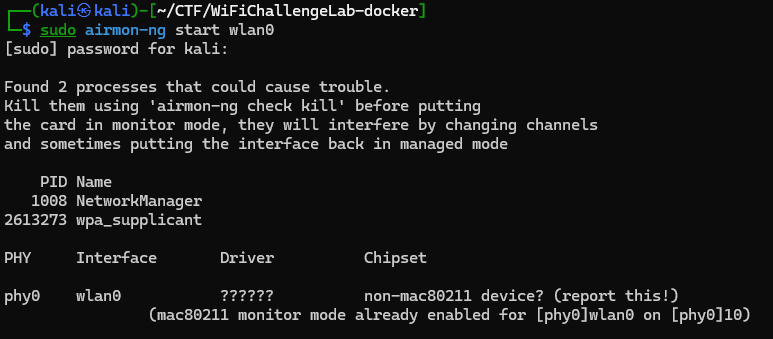 ┌──(kali㉿kali)-[~/CTF/WiFiChallengeLab-docker]
└─$ sudo airmon-ng start wlan0
[sudo] password for kali:
Found 2 processes that could cause trouble.
Kill them using 'airmon-ng check kill' before putting
the card in monitor mode, they will interfere by changing channels
and sometimes putting the interface back in managed mode
PID Name
1008 NetworkManager
2613273 wpa_supplicant
PHY Interface Driver Chipset
phy0 wlan0 ?????? non-mac80211 device? (report this!)
(mac80211 monitor mode already enabled for [phy0]wlan0 on [phy0]10)